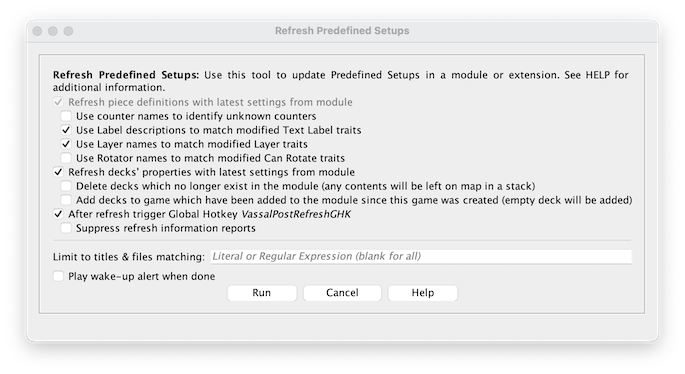 Refresh Predefined Setups
Refresh Predefined Setups: Use this tool to update Predefined Setups in a module or extension. See HELP for
additional information.
Refresh piece definitions with latest settings from module
Use counter names to identify unknown counters
Use Label descriptions to match modified Text Label traits
Use Layer names to match modified Layer traits
Use Rotator names to match modified Can Rotate traits
Refresh decks' properties with latest settings from module
Delete decks which no longer exist in the module (any contents will be left on map in a stack)
Add decks to game which have been added to the module since this game was created (empty deck will be added)
After refresh trigger Global Hotkey VassalPostRefreshGHK
Suppress refresh information reports
Limit to titles & files matching: Literal or Regular Expression (blank for all)
Play wake-up alert when done
Run Cancel Help